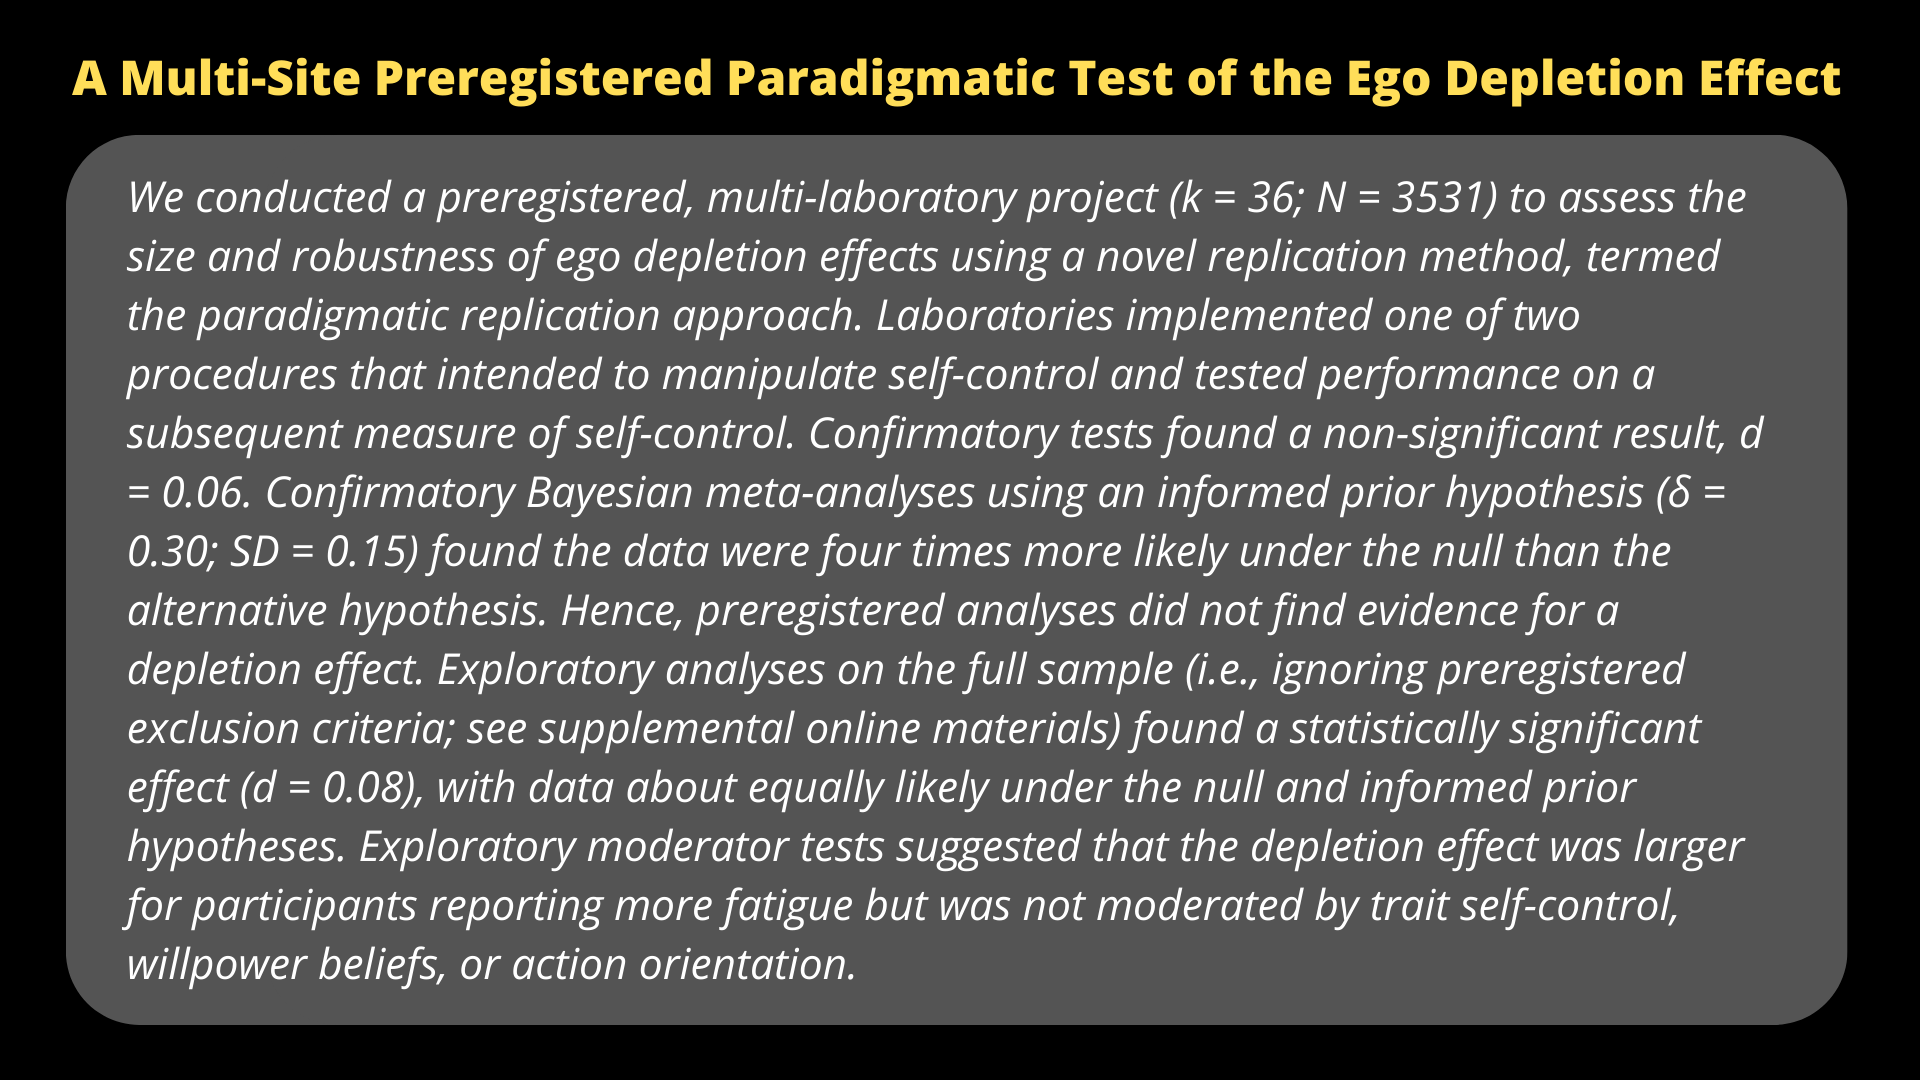 A Multi-Site Preregistered Paradigmatic Test of the Ego Depletion Effect
We conducted a preregistered, multi-laboratory project (k = 36; N = 3531) to assess the
size and robustness of ego depletion effects using a novel replication method, termed
the paradigmatic replication approach. Laboratories implemented one of two
procedures that intended to manipulate self-control and tested performance on a
subsequent measure of self-control. Confirmatory tests found a non-significant result, d
= 0.06. Confirmatory Bayesian meta-analyses using an informed prior hypothesis (δ =
0.30; SD = 0.15) found the data were four times more likely under the null than the
alternative hypothesis. Hence, preregistered analyses did not find evidence for a
depletion effect. Exploratory analyses on the full sample (i.e., ignoring preregistered
exclusion criteria; see supplemental online materials) found a statistically significant
effect (d = 0.08), with data about equally likely under the null and informed prior
hypotheses. Exploratory moderator tests suggested that the depletion effect was larger
for participants reporting more fatigue but was not moderated by trait self-control,
willpower beliefs, or action orientation.